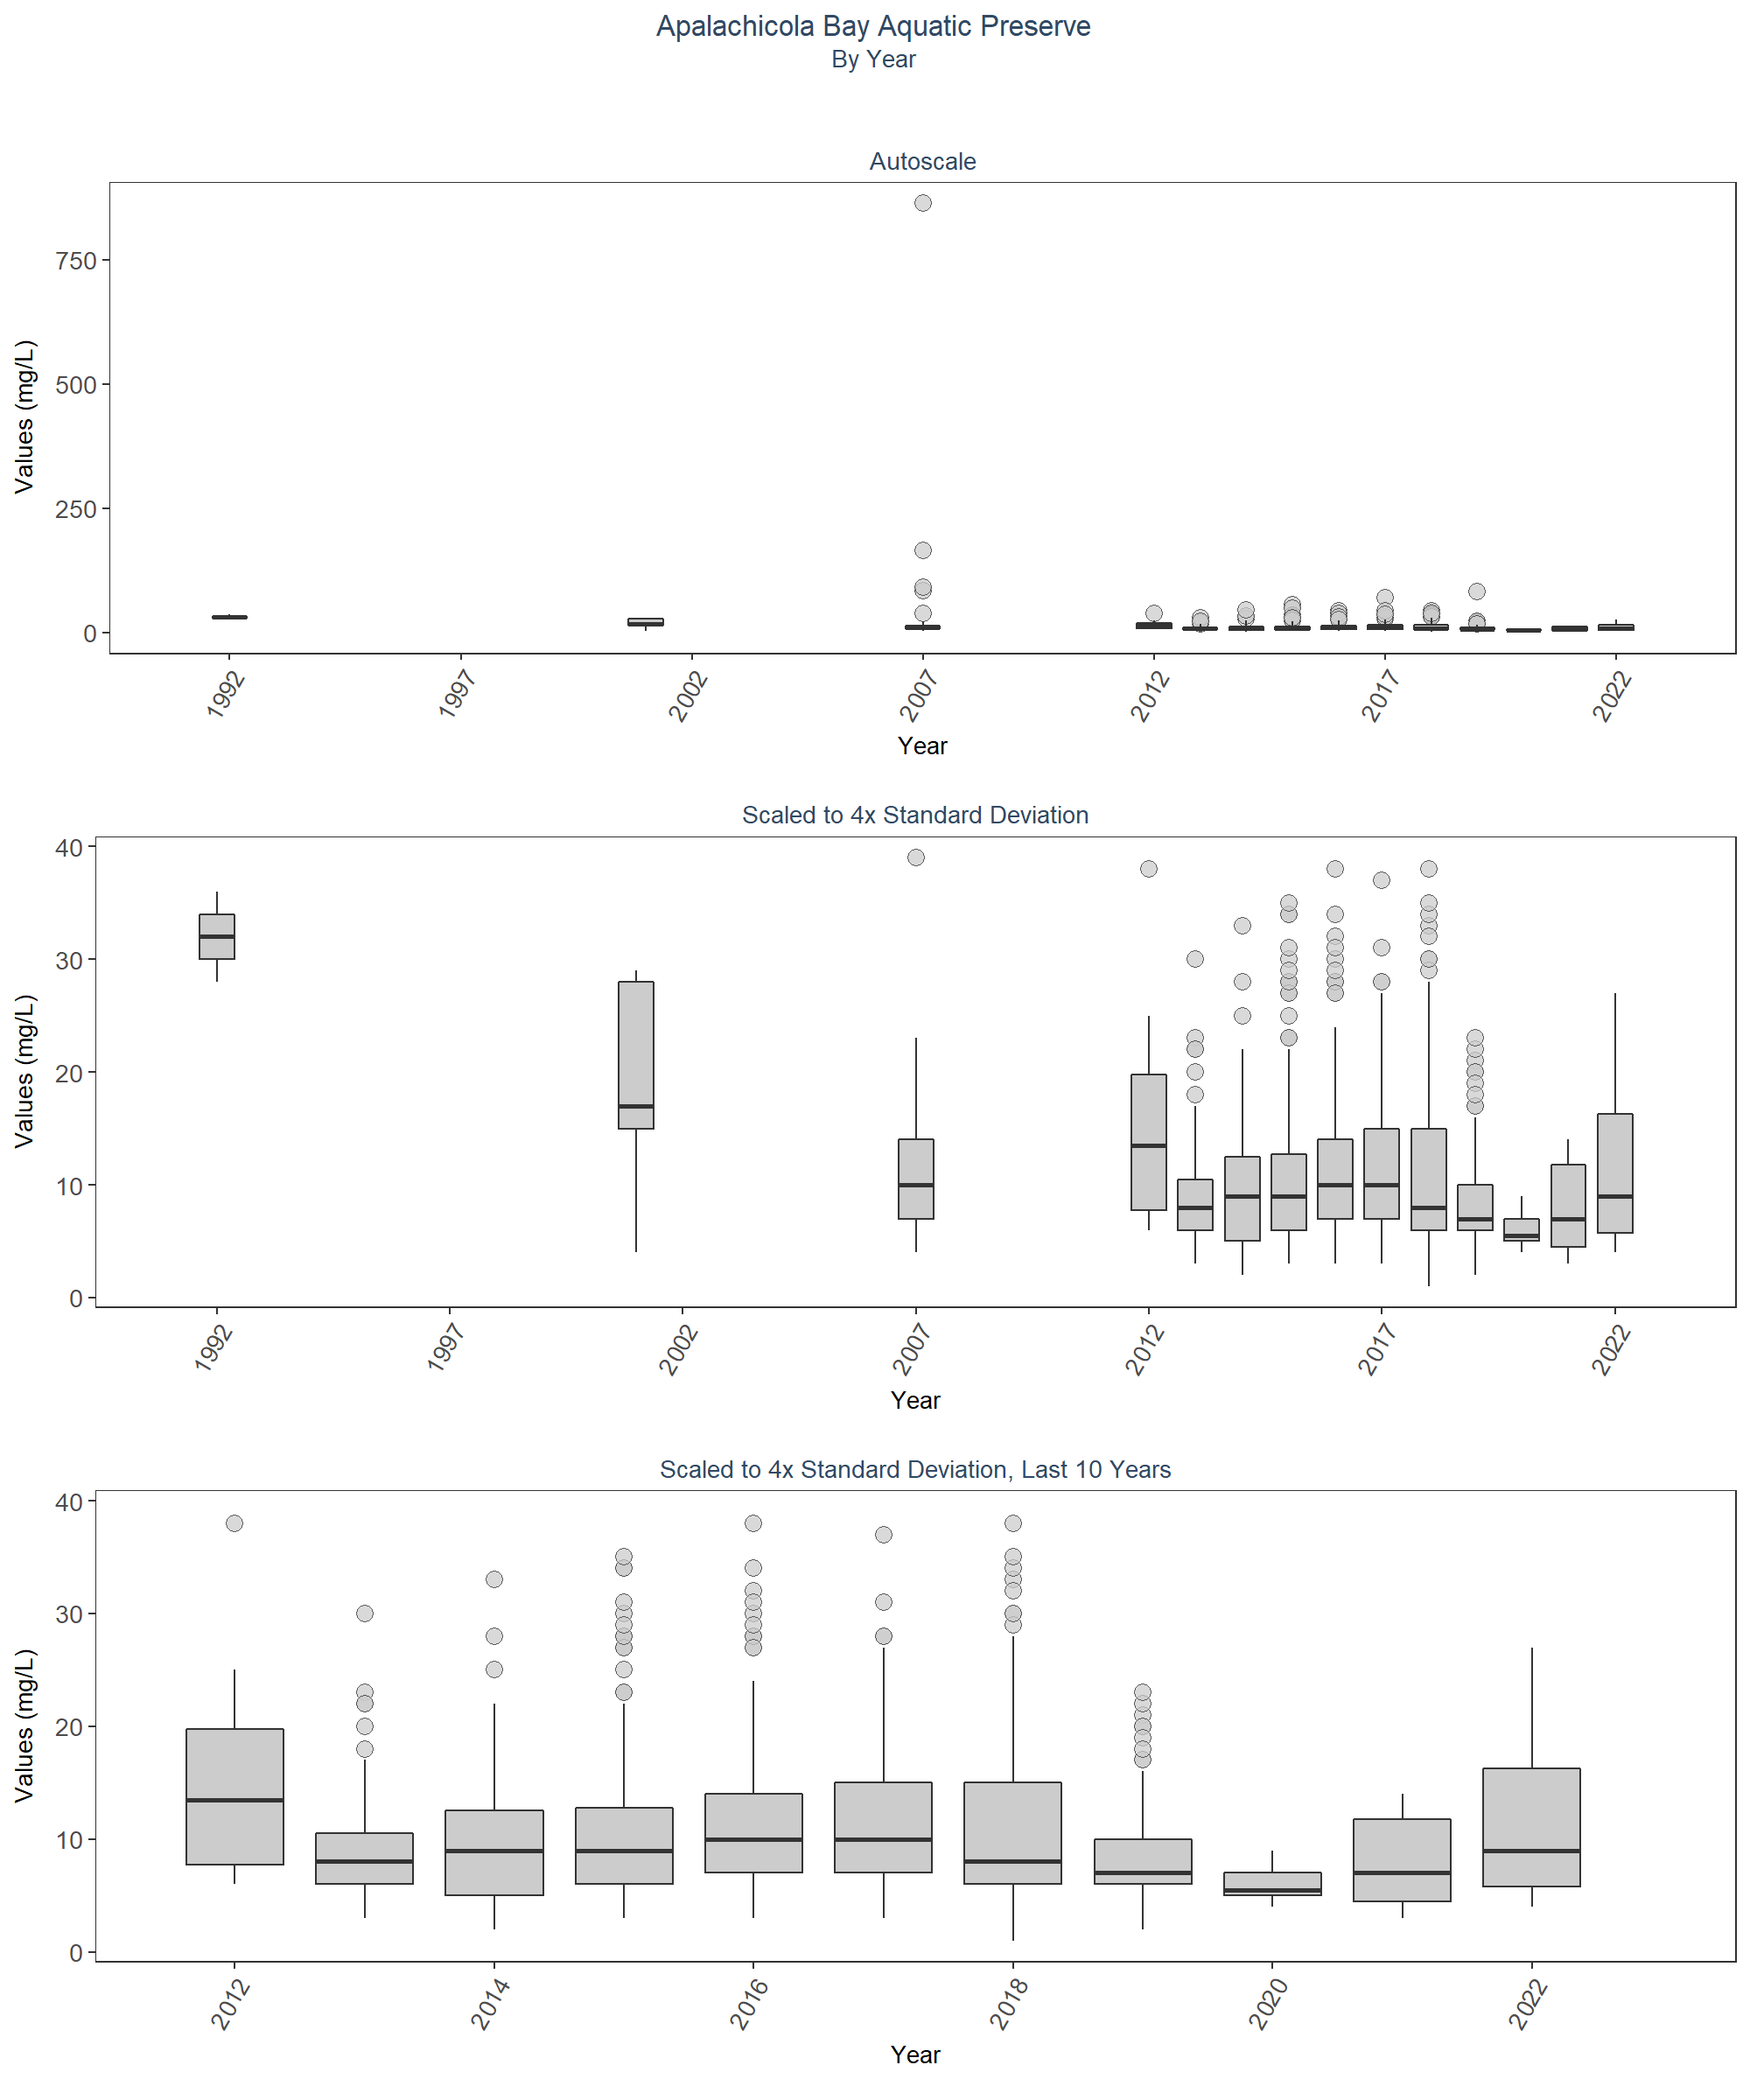 Apalachicola Bay Aquatic Preserve
By Year
Autoscale
Values (mg/L)
750
500
250
0
1992 1997 2002 2007 2012 2017 2022
Year
Scaled to 4x Standard Deviation
Values (mg/L)
40
30
20
10
0
1992 1997 2002 2007 2012 2017 2022
Year
Scaled to 4x Standard Deviation, Last 10 Years
Values (mg/L)
40
30
20
10
0
2012 2014 2016 2018 2020 2022
Year